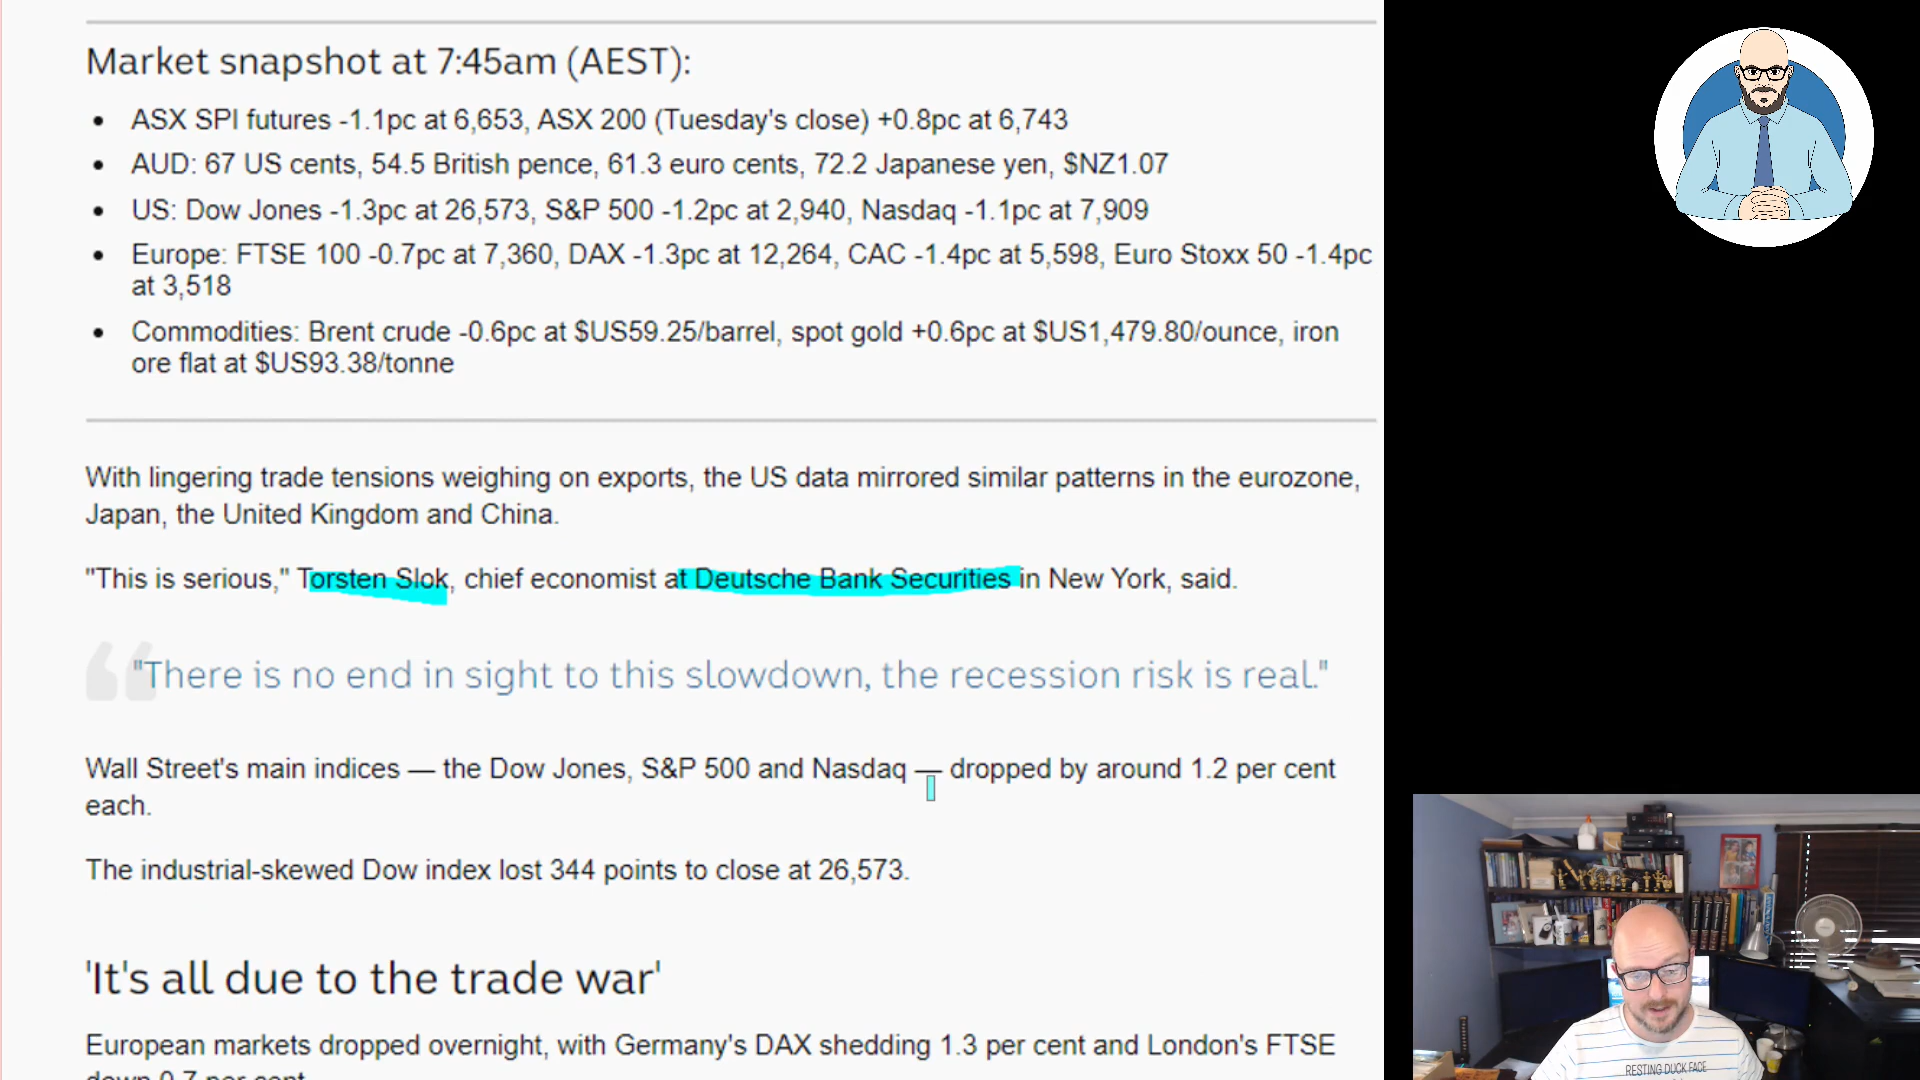 Market snapshot at 7:45am (AEST):
ASX SPI futures -1.1pc at 6,653, ASX 200 (Tuesday's close) +0.8pc at 6,743
AUD: 67 US cents, 54.5 British pence, 61.3 euro cents, 72.2 Japanese yen, $NZ1.07
US: Dow Jones -1.3pc at 26,573, S&P 500 -1.2pc at 2,940, Nasdaq -1.1pc at 7,909
Europe: FTSE 100 -0.7pc at 7,360, DAX -1.3pc at 12,264, CAC -1.4pc at 5,598, Euro Stoxx 50 -1.4pc
at 3,518
Commodities: Brent crude -0.6pc at $US59.25/barrel, spot gold +0.6pc at $US1,479.80/ounce, iron
ore flat at $US93.38/tonne
With lingering trade tensions weighing on exports, the US data mirrored similar patterns in the eurozone,
Japan, the United Kingdom and China.
"This is serious," Torsten Slok, chief economist at Deutsche Bank Securities in New York, said.
"There is no end in sight to this slowdown, the recession risk is real."
Wall Street's main indices — the Dow Jones, S&P 500 and Nasdaq — dropped by around 1.2 per cent
each.
The industrial-skewed Dow index lost 344 points to close at 26,573.
'It's all due to the trade war'
European markets dropped overnight, with Germany's DAX shedding 1.3 per cent and London's FTSE
down 0.7 per cent
RESTING DUCK FACE